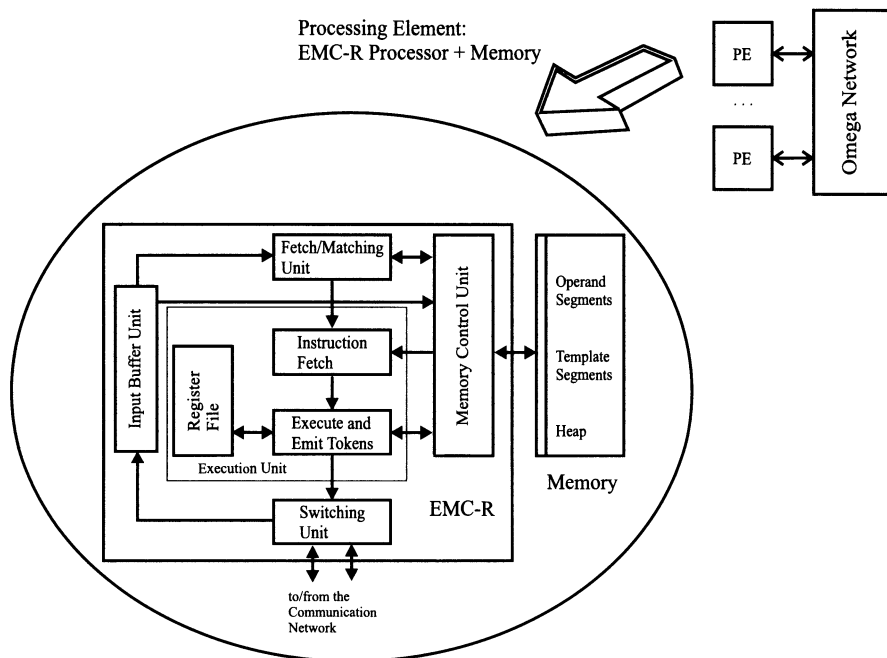 Processing Element:
EMC-R Processor + Memory
PE
...
PE
Omega Network
Fetch/Matching
Unit
Input Buffer Unit
Instruction
Fetch
Register
File
Execute and
Emit Tokens
Execution Unit
Switching
Unit
Memory Control Unit
EMC-R
Operand
Segments
Template
Segments
Heap
Memory
to/from the
Communication
Network